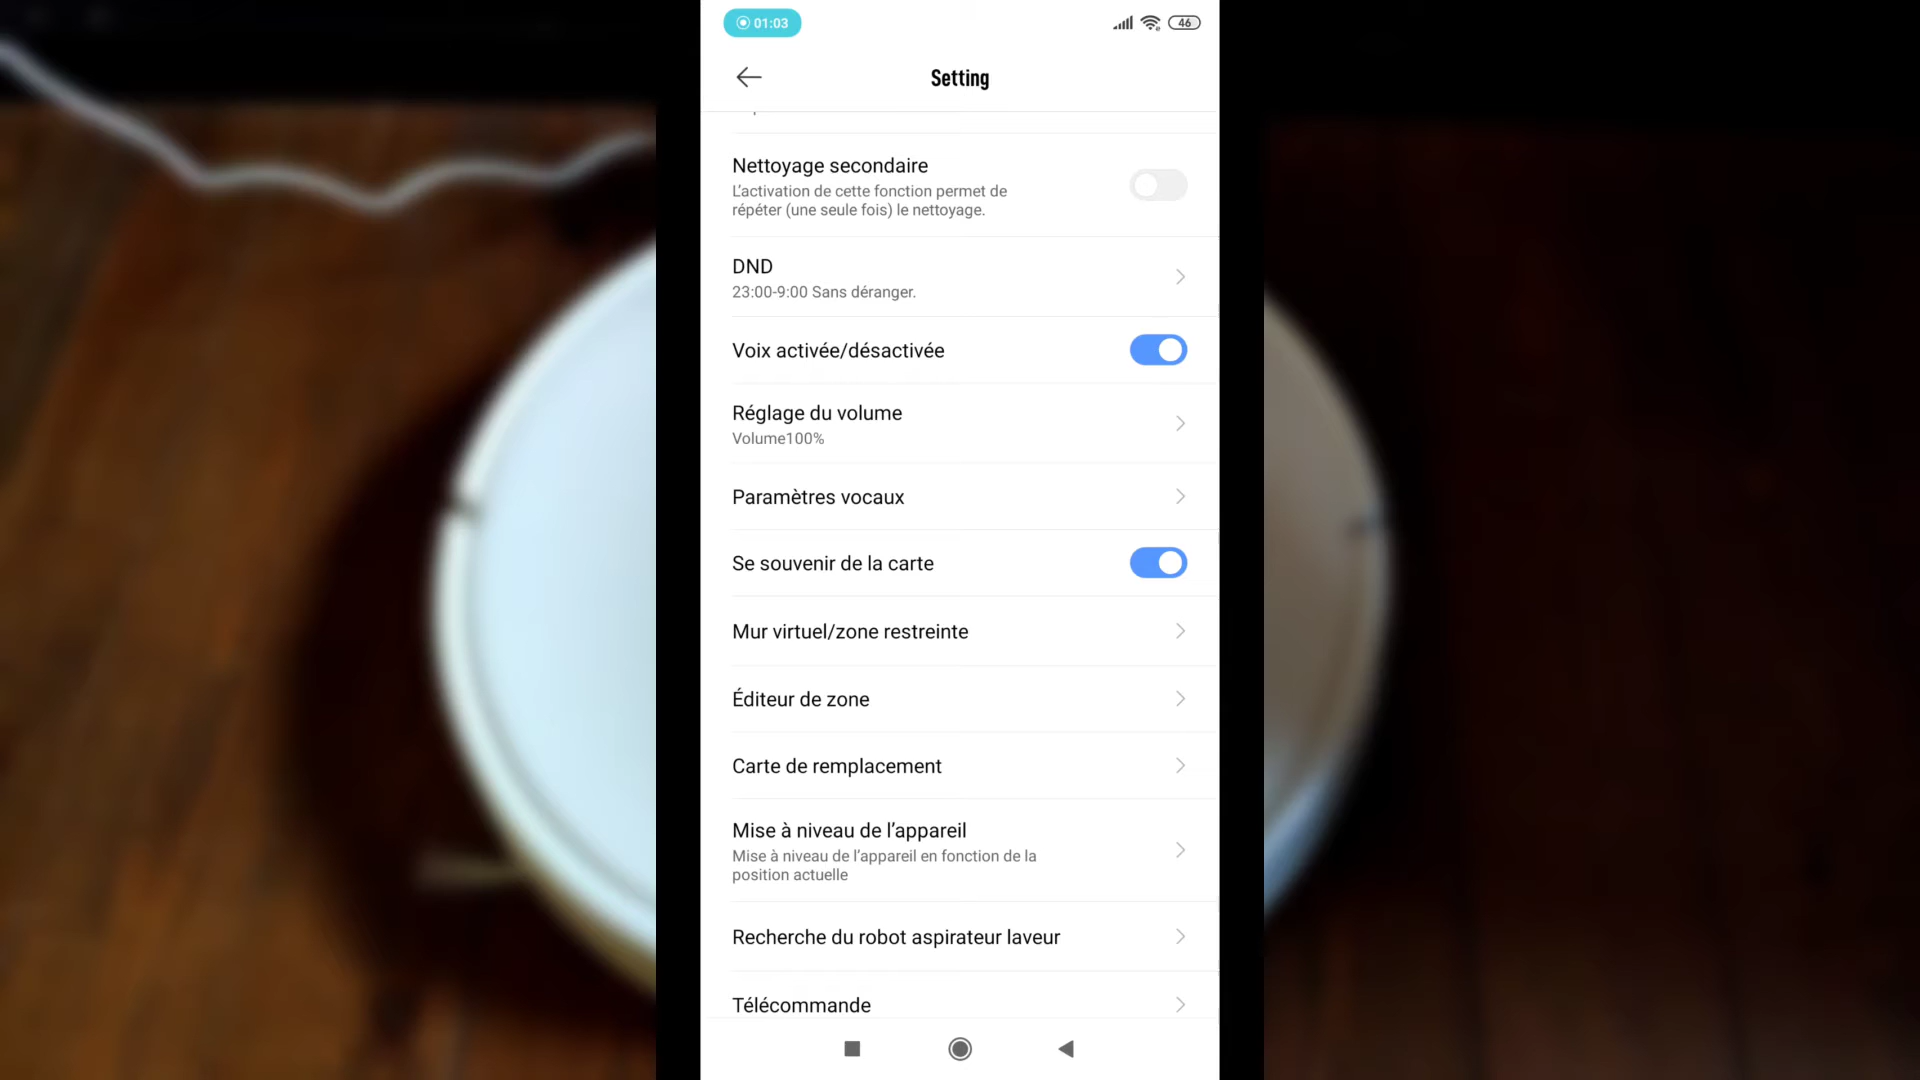 01:03
46
Setting
Nettoyage secondaire
L'activation de cette fonction permet de
répéter (une seule fois) le nettoyage.
DND
23:00-9:00 Sans déranger.
Voix activée/désactivée
Réglage du volume
Volume100%
Paramètres vocaux
Se souvenir de la carte
Mur virtuel/zone restreinte
Éditeur de zone
Carte de remplacement
Mise à niveau de l'appareil
Mise à niveau de l'appareil en fonction de la
position actuelle
Recherche du robot aspirateur laveur
Télécommande